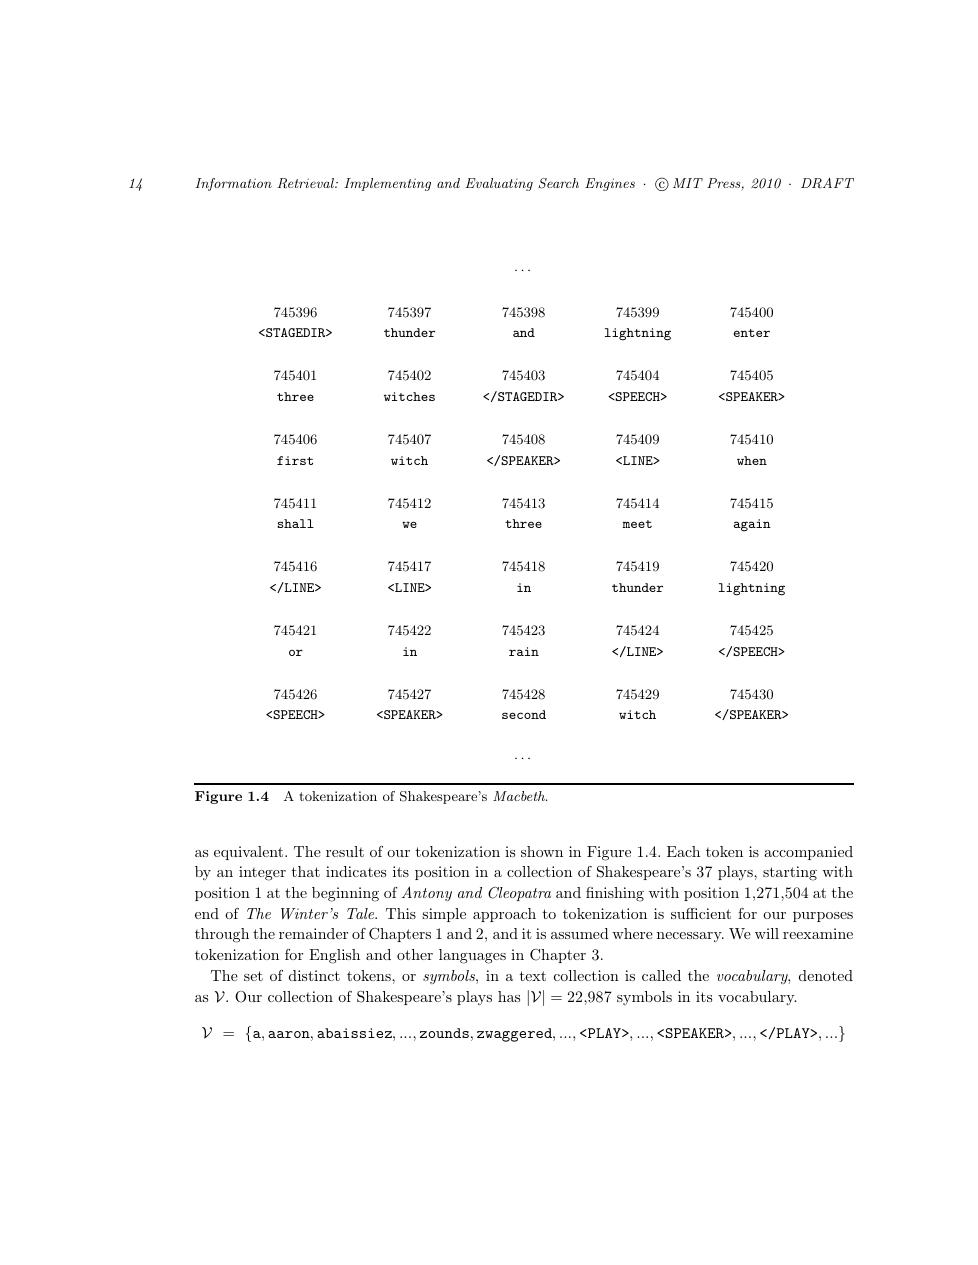 14 Information Retrieval: Implementing and Evaluating Search Engines · ©MIT Press, 2010 · DRAFT
...
745396 745397 745398 745399 745400
<STAGEDIR> thunder and lightning enter
745401 745402 745403 745404 745405
three witches </STAGEDIR> <SPEECH> <SPEAKER>
745406 745407 745408 745409 745410
first witch </SPEAKER> <LINE> when
745411 745412 745413 745414 745415
shall we three meet again
745416 745417 745418 745419 745420
</LINE> <LINE> in thunder lightning
745421 745422 745423 745424 745425
or in rain </LINE> </SPEECH>
745426 745427 745428 745429 745430
<SPEECH> <SPEAKER> second witch </SPEAKER>
...
Figure 1.4 A tokenization of Shakespeare's Macbeth.
as equivalent. The result of our tokenization is shown in Figure 1.4. Each token is accompanied
by an integer that indicates its position in a collection of Shakespeare's 37 plays, starting with
position 1 at the beginning of Antony and Cleopatra and finishing with position 1,271,504 at the
end of The Winter's Tale. This simple approach to tokenization is sufficient for our purposes
through the remainder of Chapters 1 and 2, and it is assumed where necessary. We will reexamine
tokenization for English and other languages in Chapter 3.
The set of distinct tokens, or symbols, in a text collection is called the vocabulary, denoted
as 𝒱. Our collection of Shakespeare's plays has |𝒱| = 22,987 symbols in its vocabulary.
𝒱 = {a, aaron, abaissiez, ..., zounds, zwaggered, ..., <PLAY>, ..., <SPEAKER>, ..., </PLAY>, ...}